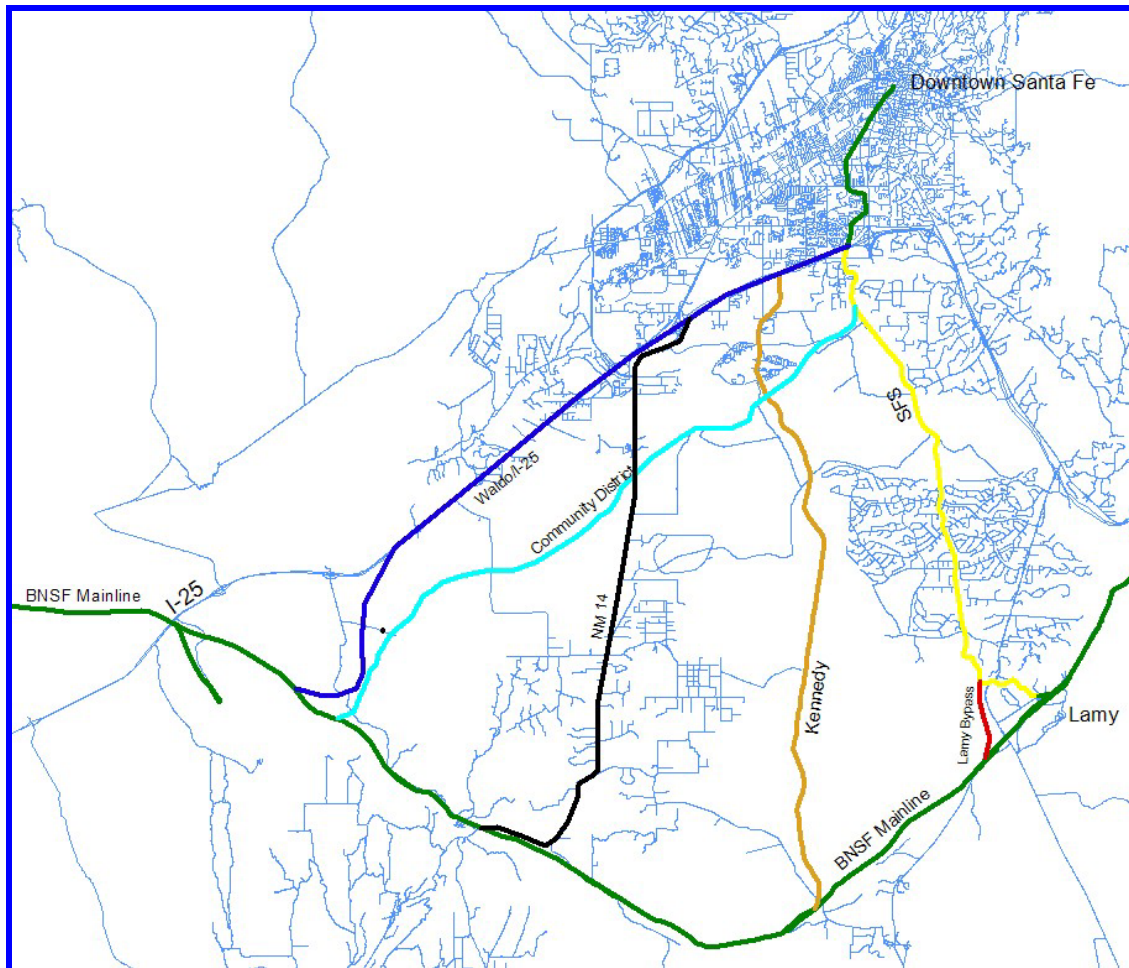 Downtown Santa Fe
SFS
Waldo/I-25
Community District
BNSF Mainline
I-25
NM 14
Kennedy
Lamy Bypass
Lamy
BNSF Mainline